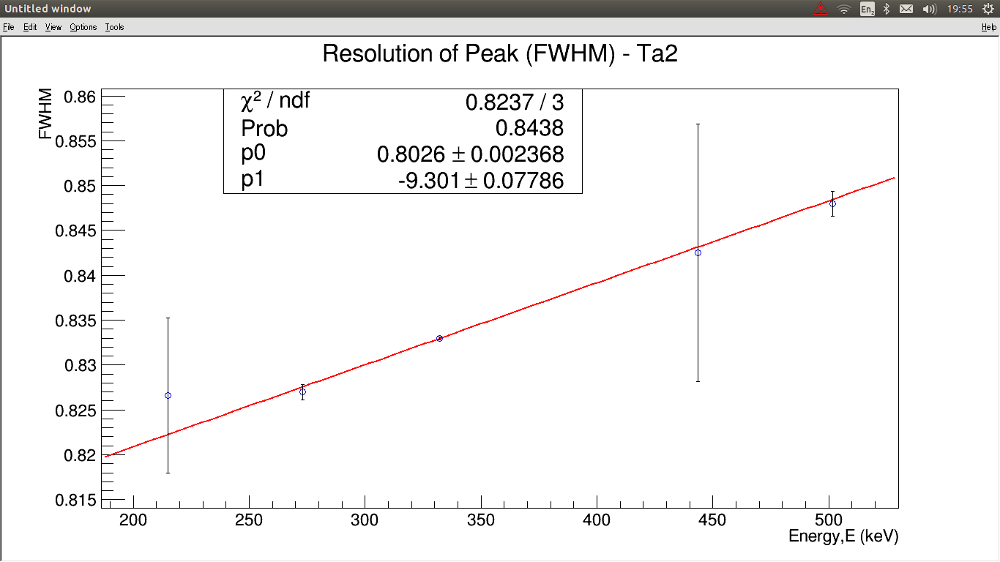 Untitled window
En2 19:55
File Edit View Options Tools Help
Resolution of Peak (FWHM) - Ta2
FWHM
χ² / ndf 0.8237 / 3
Prob 0.8438
p0 0.8026 ± 0.002368
p1 -9.301 ± 0.07786
0.86
0.855
0.85
0.845
0.84
0.835
0.83
0.825
0.82
0.815
200 250 300 350 400 450 500
Energy,E (keV)